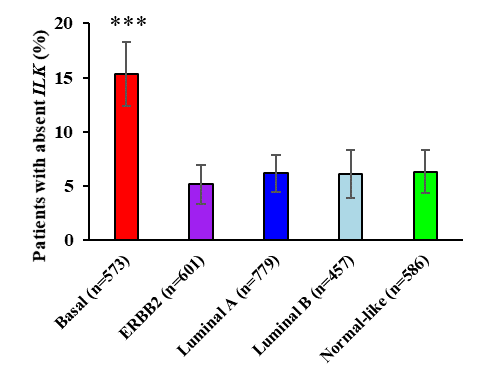 ***
Patients with absent ILK (%)
20
15
10
5
0
Basal (n=573)
ERBB2 (n=601)
Luminal A (n=779)
Luminal B (n=457)
Normal-like (n=586)